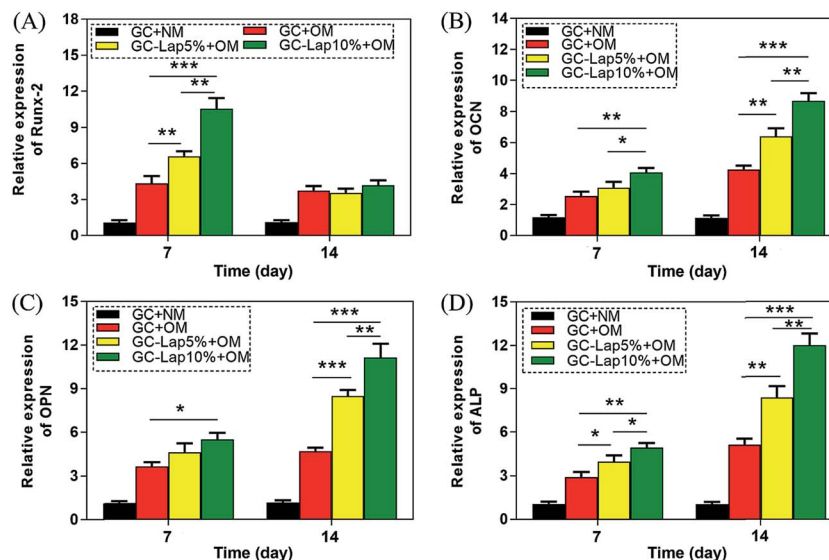 (A)
Relative expression
of Runx-2
18
15
12
9
6
3
0
GC+NM
GC+OM
GC-Lap5%+OM
GC-Lap10%+OM
***
**
**
7
14
Time (day)
(B)
Relative expression
of OCN
14
12
10
8
6
4
2
0
GC+NM
GC+OM
GC-Lap5%+OM
GC-Lap10%+OM
**
*
***
**
**
7
14
Time (day)
(C)
Relative expression
of OPN
15
12
9
6
3
0
GC+NM
GC+OM
GC-Lap5%+OM
GC-Lap10%+OM
*
***
**
***
7
14
Time (day)
(D)
Relative expression
of ALP
15
12
9
6
3
0
GC+NM
GC+OM
GC-Lap5%+OM
GC-Lap10%+OM
**
*
*
***
**
**
7
14
Time (day)